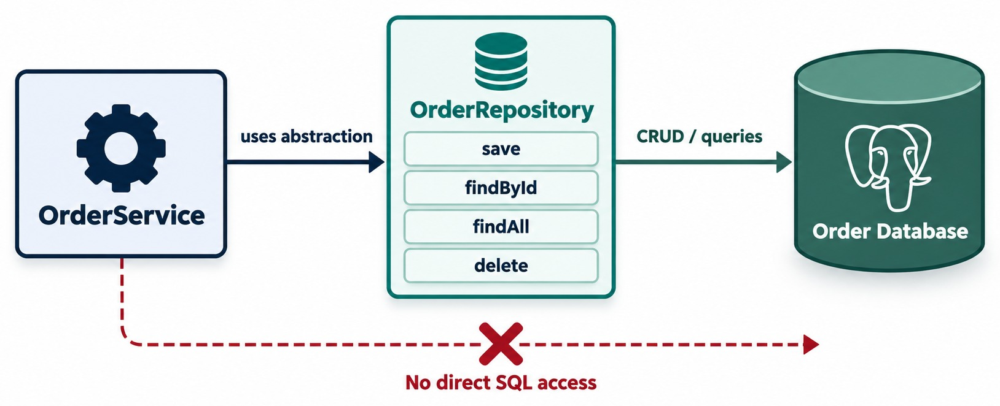 OrderService
uses abstraction
OrderRepository
save
findById
findAll
delete
CRUD / queries
Order Database
No direct SQL access